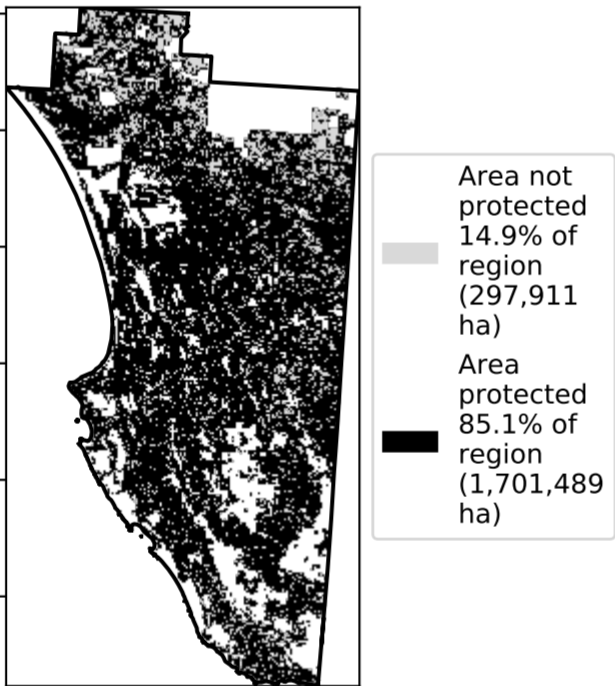 Area not
protected
14.9% of
region
(297,911
ha)
Area
protected
85.1% of
region
(1,701,489
ha)